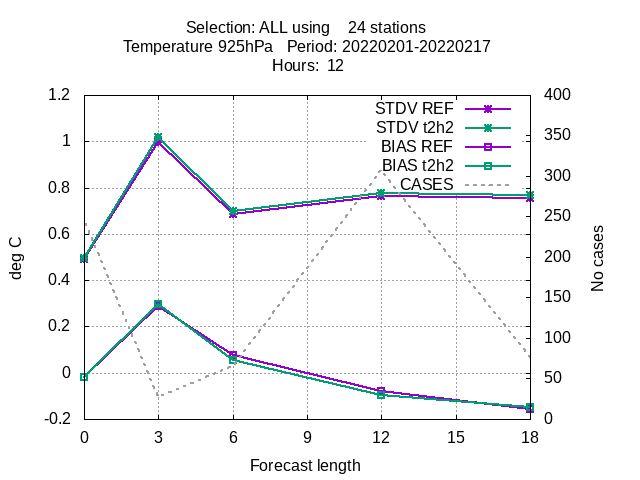 Selection: ALL using    24 stations
Temperature 925hPa   Period: 20220201-20220217
Hours:  12
STDV REF
STDV t2h2
BIAS REF
BIAS t2h2
CASES
1.2
1
0.8
0.6
0.4
0.2
0
-0.2
deg C
400
350
300
250
200
150
100
50
0
No cases
0 3 6 9 12 15 18
Forecast length